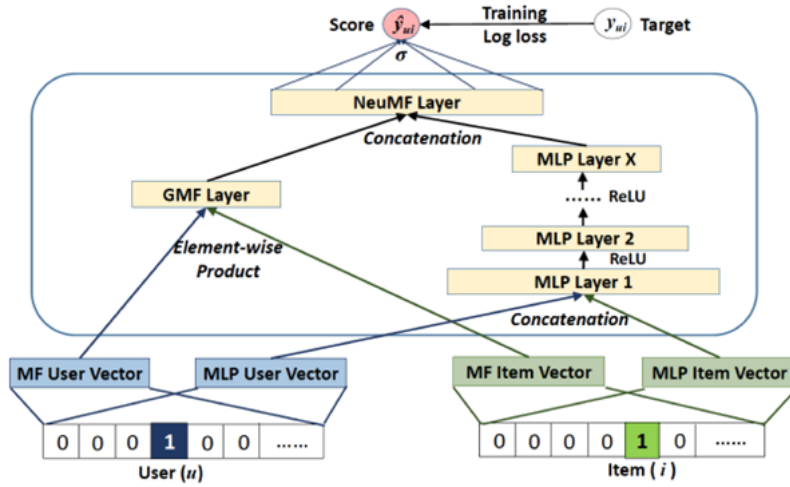 Score ŷui Training yui Target
Log loss
σ
NeuMF Layer
Concatenation
MLP Layer X
GMF Layer
...... ReLU
Element-wise
Product
MLP Layer 2
ReLU
MLP Layer 1
Concatenation
MF User Vector MLP User Vector MF Item Vector MLP Item Vector
0 0 0 1 0 0 ...... 0 0 0 0 1 0 ......
User (u) Item ( i )